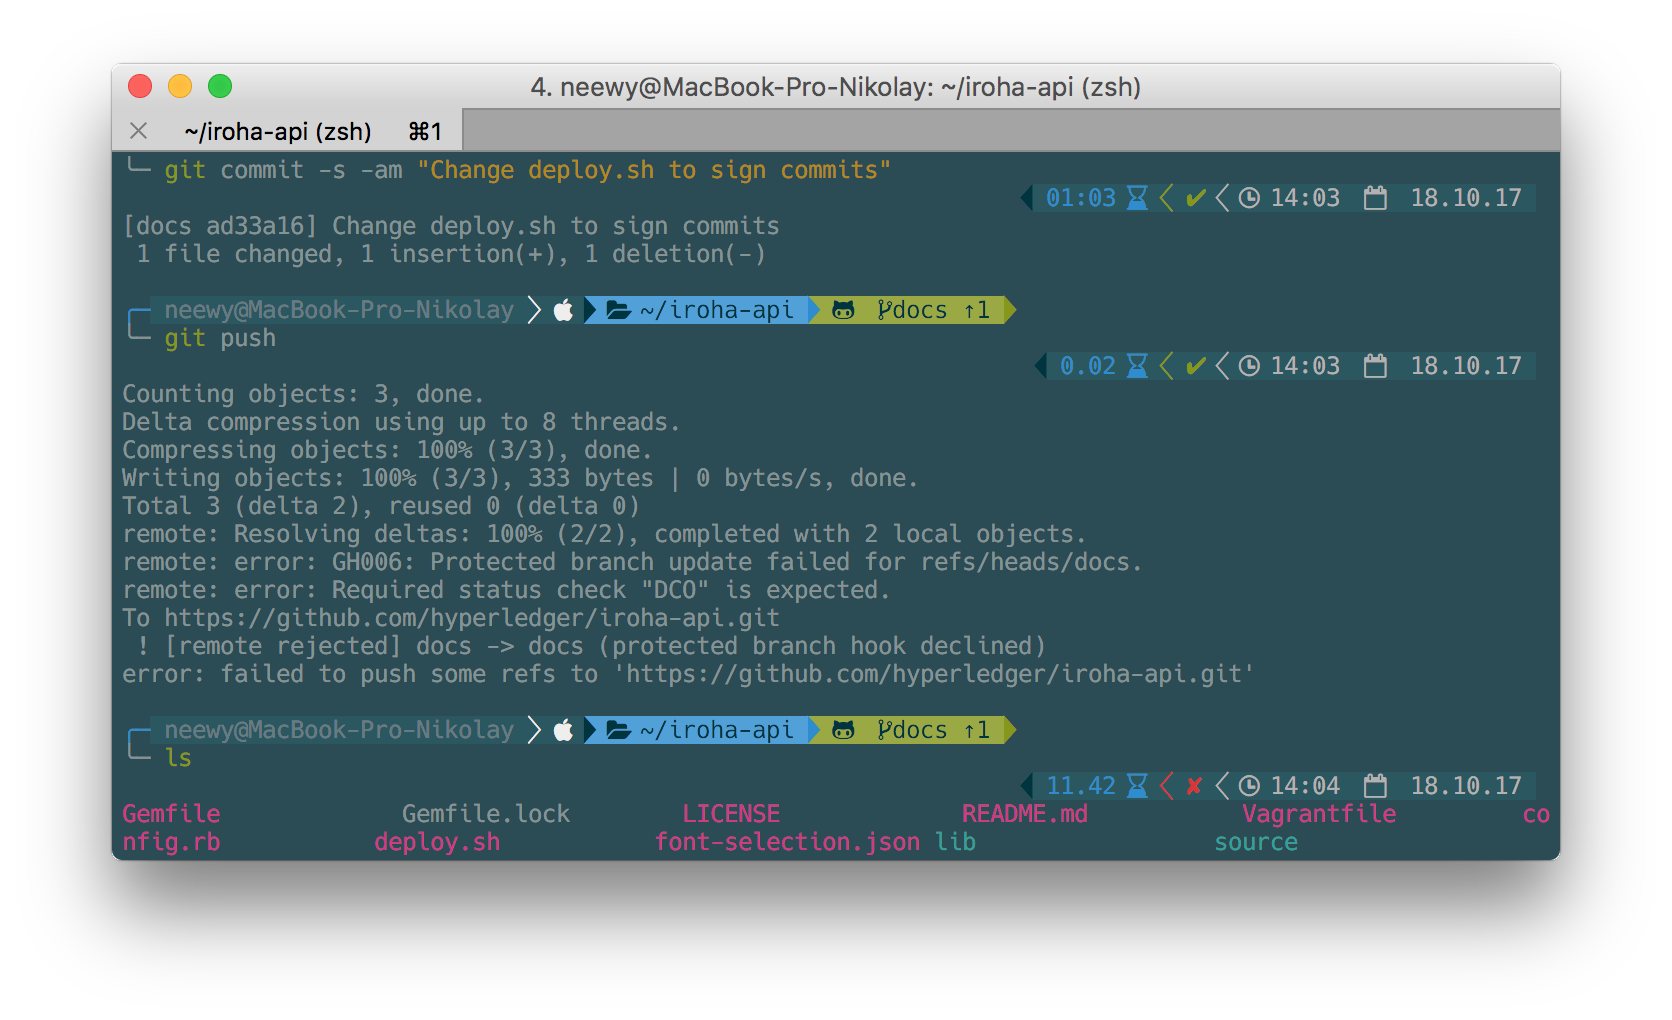 4. neewy@MacBook-Pro-Nikolay: ~/iroha-api (zsh)
~/iroha-api (zsh) ⌘1
git commit -s -am "Change deploy.sh to sign commits"
01:03 14:03 18.10.17
[docs ad33a16] Change deploy.sh to sign commits
1 file changed, 1 insertion(+), 1 deletion(-)
neewy@MacBook-Pro-Nikolay ~/iroha-api docs ↑1
git push
0.02 14:03 18.10.17
Counting objects: 3, done.
Delta compression using up to 8 threads.
Compressing objects: 100% (3/3), done.
Writing objects: 100% (3/3), 333 bytes | 0 bytes/s, done.
Total 3 (delta 2), reused 0 (delta 0)
remote: Resolving deltas: 100% (2/2), completed with 2 local objects.
remote: error: GH006: Protected branch update failed for refs/heads/docs.
remote: error: Required status check "DCO" is expected.
To https://github.com/hyperledger/iroha-api.git
! [remote rejected] docs -> docs (protected branch hook declined)
error: failed to push some refs to 'https://github.com/hyperledger/iroha-api.git'
neewy@MacBook-Pro-Nikolay ~/iroha-api docs ↑1
ls
11.42 ✘ 14:04 18.10.17
Gemfile Gemfile.lock LICENSE README.md Vagrantfile co
nfig.rb deploy.sh font-selection.json lib source